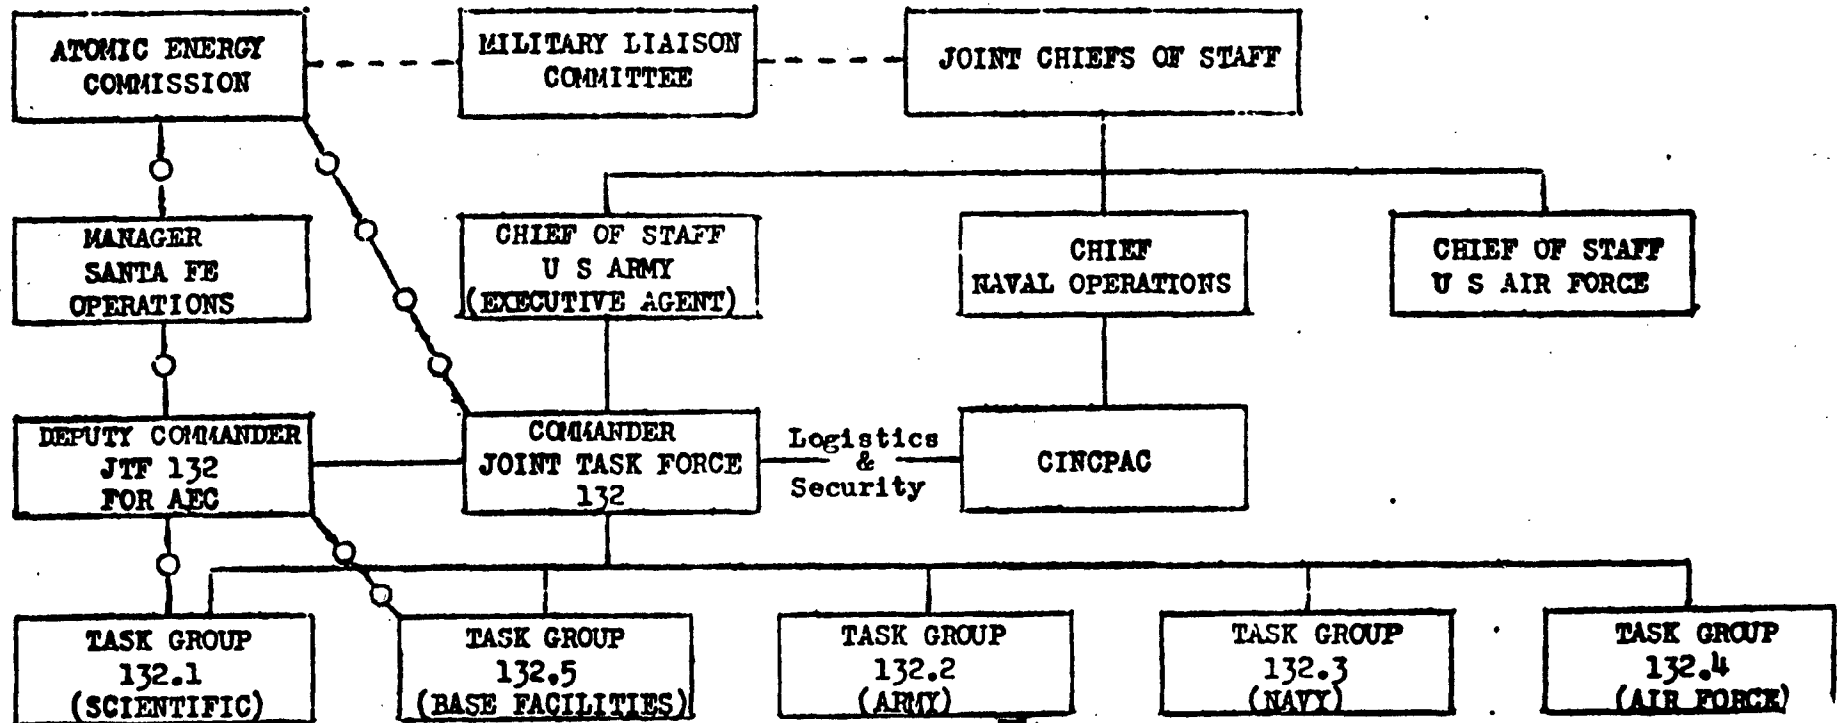 ATOMIC ENERGY
COMMISSION
MILITARY LIAISON
COMMITTEE
JOINT CHIEFS OF STAFF
MANAGER
SANTA FE
OPERATIONS
CHIEF OF STAFF
U S ARMY
(EXECUTIVE AGENT)
CHIEF
NAVAL OPERATIONS
CHIEF OF STAFF
U S AIR FORCE
DEPUTY COMMANDER
JTF 132
FOR AEC
COMMANDER
JOINT TASK FORCE
132
Logistics
&
Security
CINCPAC
TASK GROUP
132.1
(SCIENTIFIC)
TASK GROUP
132.5
(BASE FACILITIES)
TASK GROUP
132.2
(ARMY)
TASK GROUP
132.3
(NAVY)
TASK GROUP
132.4
(AIR FORCE)